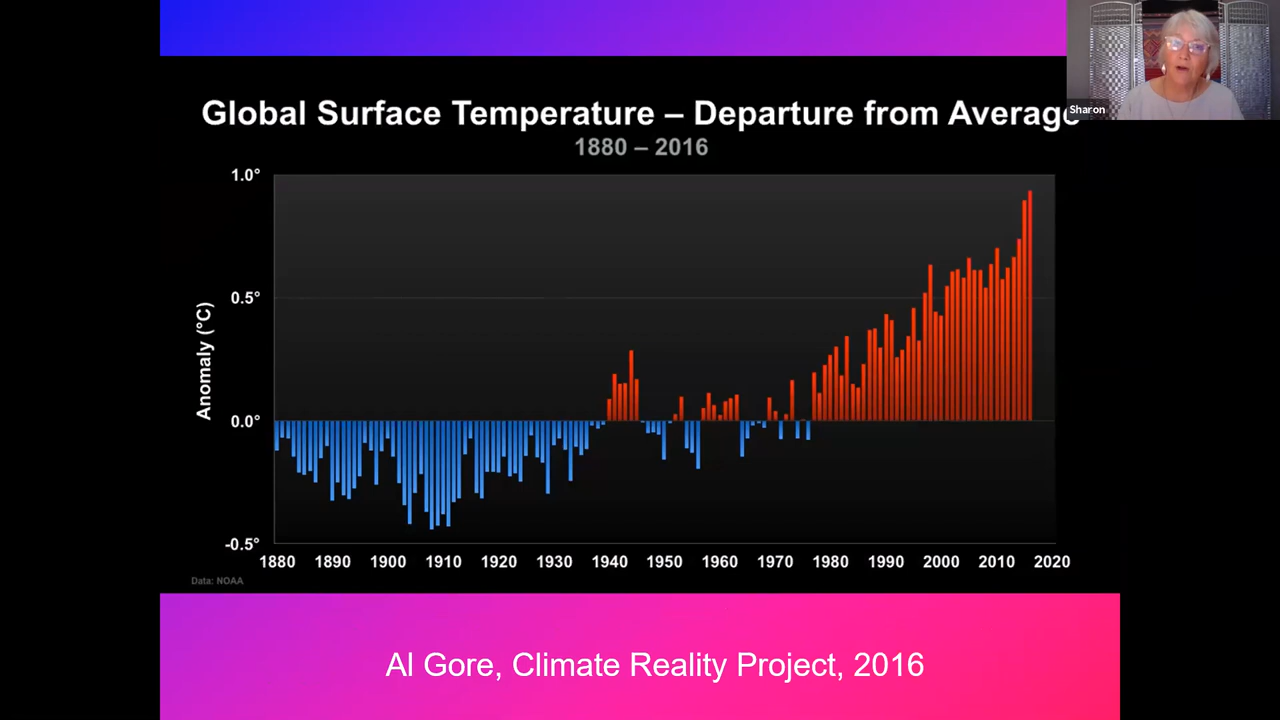 Sharon
Global Surface Temperature – Departure from Average
1880 – 2016
1.0°
0.5°
0.0°
-0.5°
Anomaly (°C)
1880 1890 1900 1910 1920 1930 1940 1950 1960 1970 1980 1990 2000 2010 2020
Data: NOAA
Al Gore, Climate Reality Project, 2016